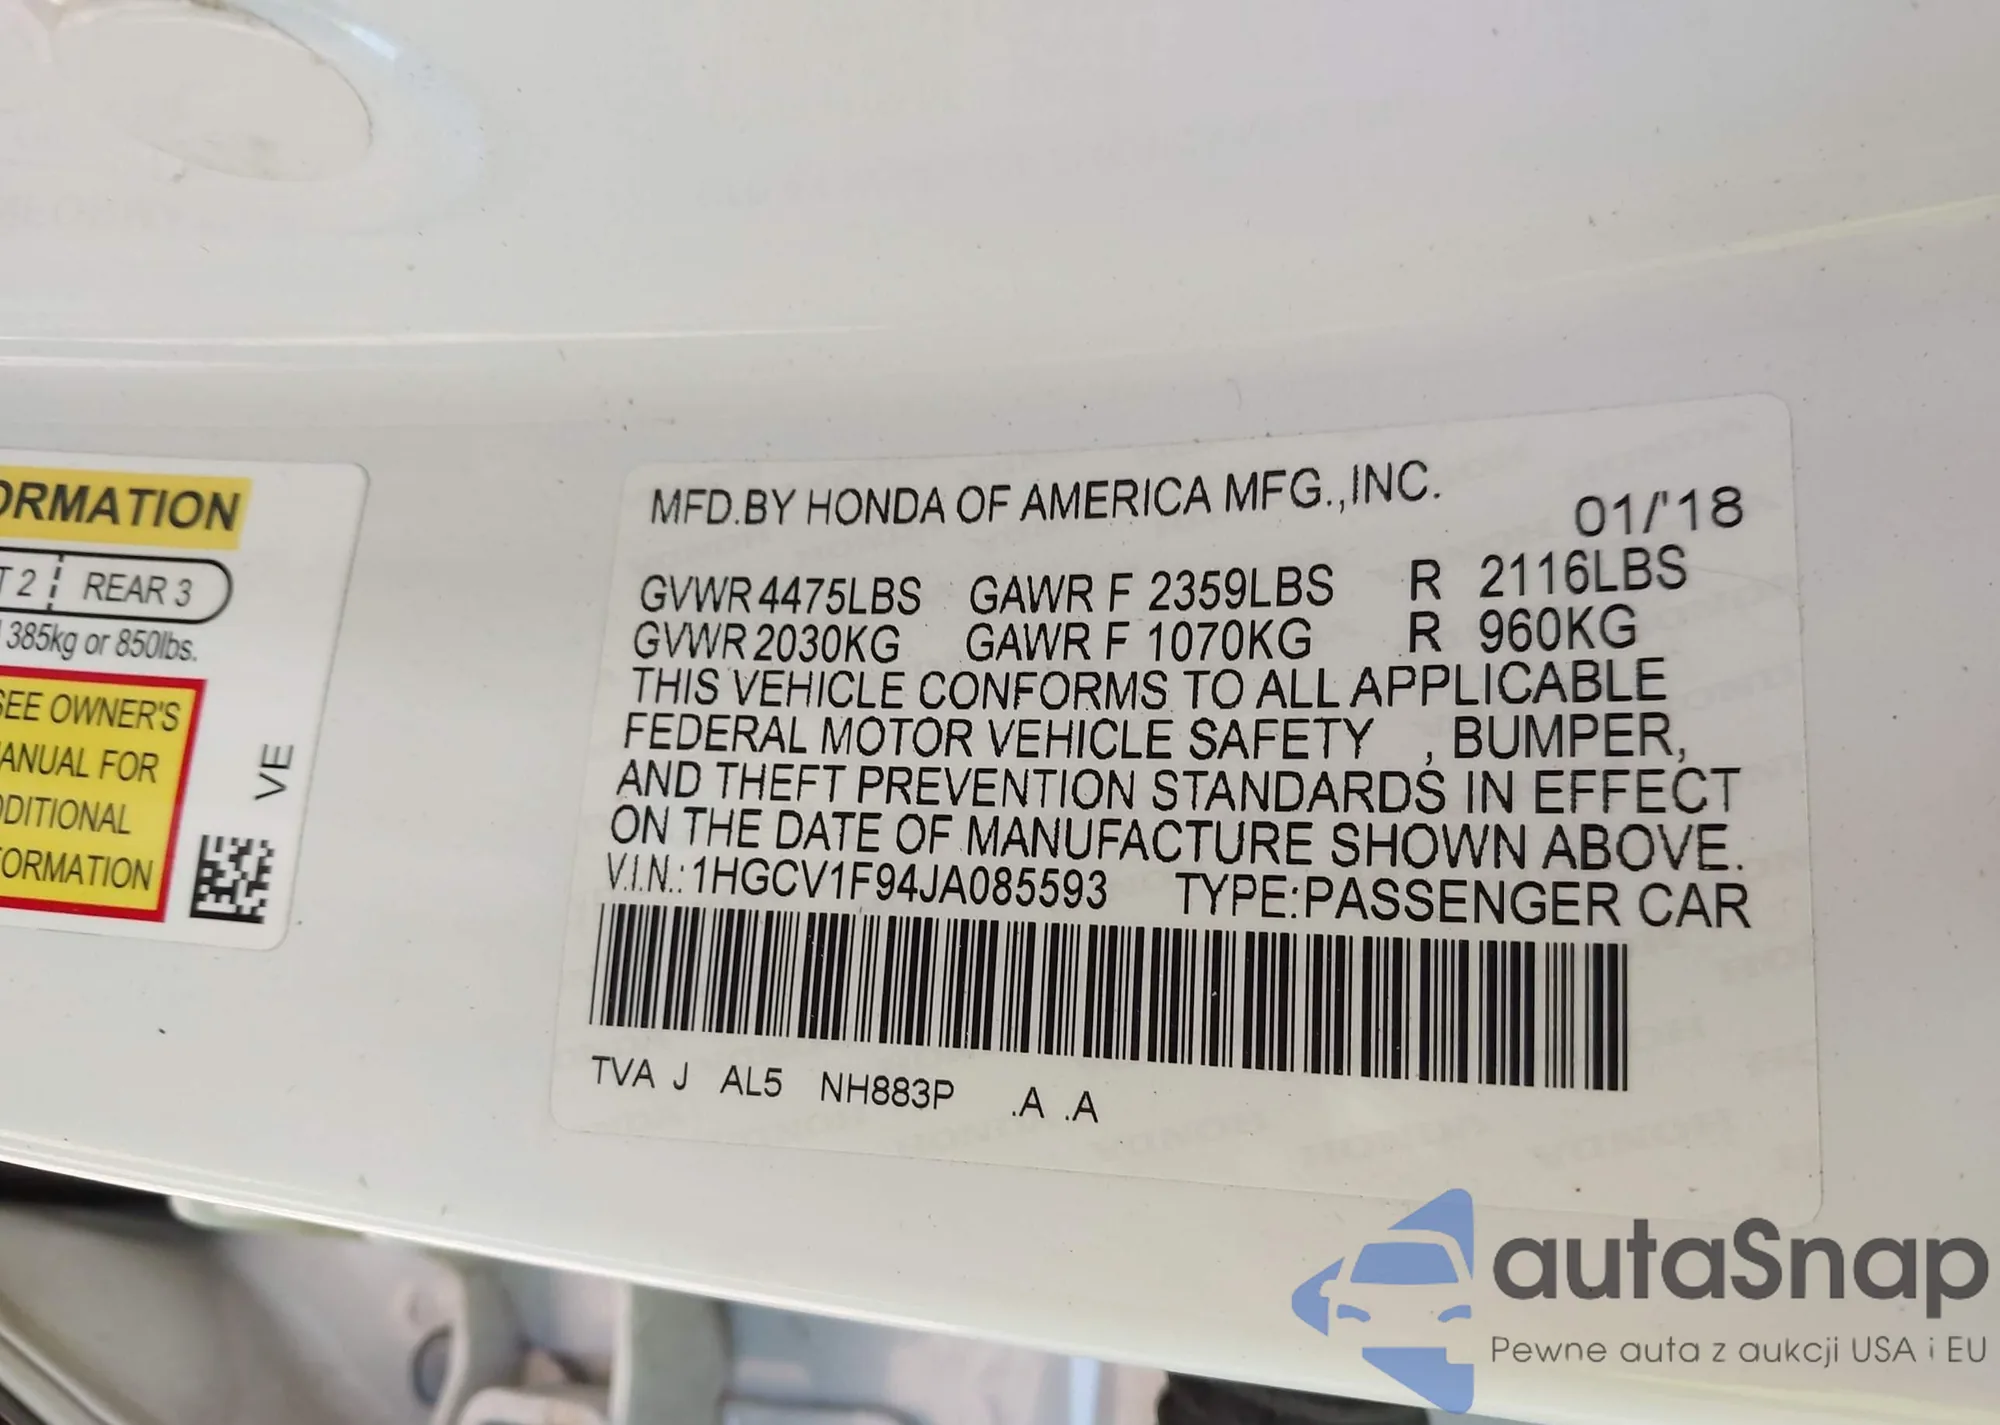 ORMATION
T 2 REAR 3
385kg or 850lbs.
SEE OWNER'S
MANUAL FOR
DDITIONAL
FORMATION
VE
MFD.BY HONDA OF AMERICA MFG.,INC.
01/'18
GVWR 4475LBS GAWR F 2359LBS R 2116LBS
GVWR 2030KG GAWR F 1070KG R 960KG
THIS VEHICLE CONFORMS TO ALL APPLICABLE
FEDERAL MOTOR VEHICLE SAFETY , BUMPER,
AND THEFT PREVENTION STANDARDS IN EFFECT
ON THE DATE OF MANUFACTURE SHOWN ABOVE.
V.I.N.:1HGCV1F94JA085593 TYPE:PASSENGER CAR
TVA J AL5 NH883P .A .A
autaSnap
Pewne auta z aukcji USA i EU